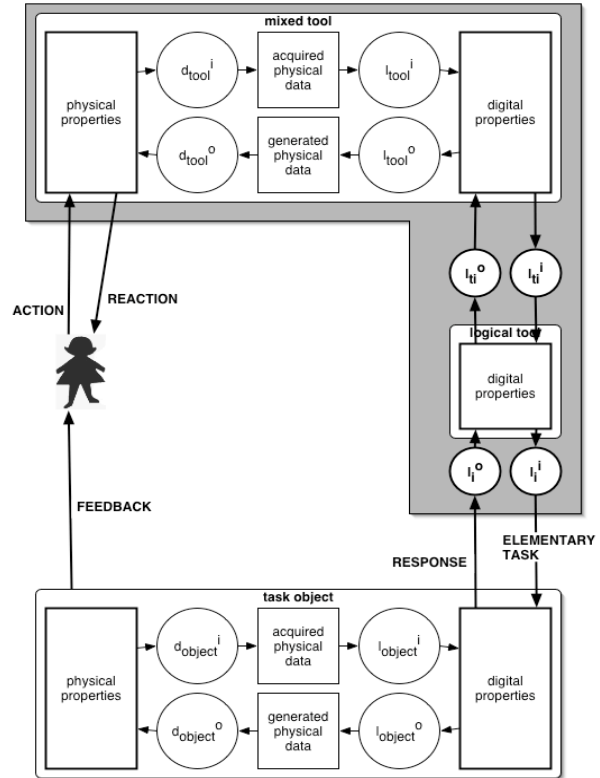 mixed tool
physical
properties
d_tool^i
acquired
physical
data
l_tool^i
digital
properties
d_tool^o
generated
physical
data
l_tool^o
l_ti^o
l_ti^i
ACTION
REACTION
logical tool
digital
properties
l_i^o
l_i^i
FEEDBACK
RESPONSE
ELEMENTARY
TASK
task object
physical
properties
d_object^i
acquired
physical
data
l_object^i
digital
properties
d_object^o
generated
physical
data
l_object^o